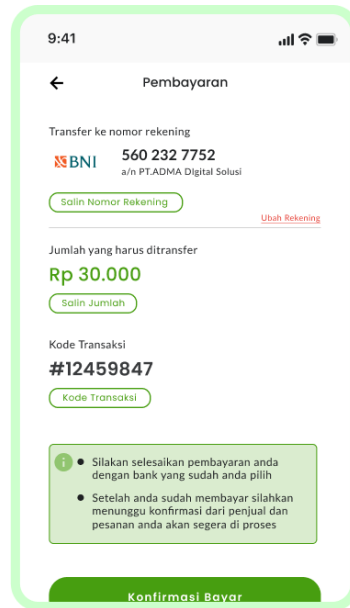 9:41
Pembayaran
Transfer ke nomor rekening
BNI
560 232 7752
a/n PT.ADMA DIgital Solusi
Salin Nomor Rekening
Ubah Rekening
Jumlah yang harus ditransfer
Rp 30.000
Salin Jumlah
Kode Transaksi
#12459847
Kode Transaksi
Silakan selesaikan pembayaran anda
dengan bank yang sudah anda pilih
Setelah anda sudah membayar silahkan
menunggu konfirmasi dari penjual dan
pesanan anda akan segera di proses
Konfirmasi Bayar